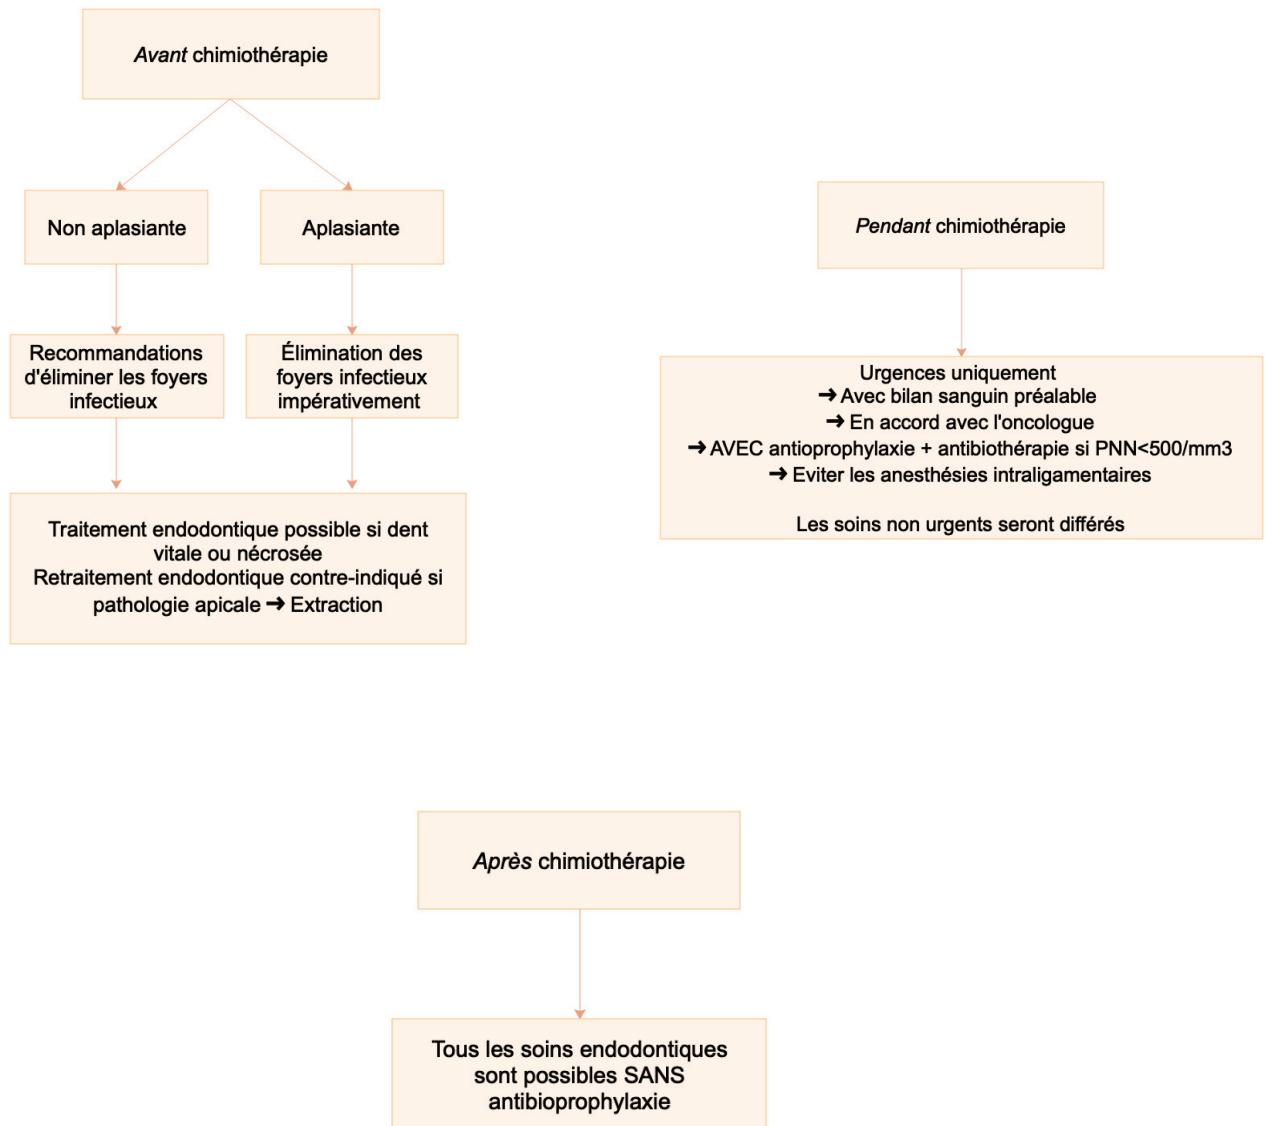 Avant chimiothérapie
Non aplasiante
Aplasiante
Recommandations
d'éliminer les foyers
infectieux
Élimination des
foyers infectieux
impérativement
Traitement endodontique possible si dent
vitale ou nécrosée
Retraitement endodontique contre-indiqué si
pathologie apicale ➜ Extraction
Pendant chimiothérapie
Urgences uniquement
➜ Avec bilan sanguin préalable
➜ En accord avec l'oncologue
➜ AVEC antioprophylaxie + antibiothérapie si PNN<500/mm3
➜ Eviter les anesthésies intraligamentaires
Les soins non urgents seront différés
Après chimiothérapie
Tous les soins endodontiques
sont possibles SANS
antibioprophylaxie